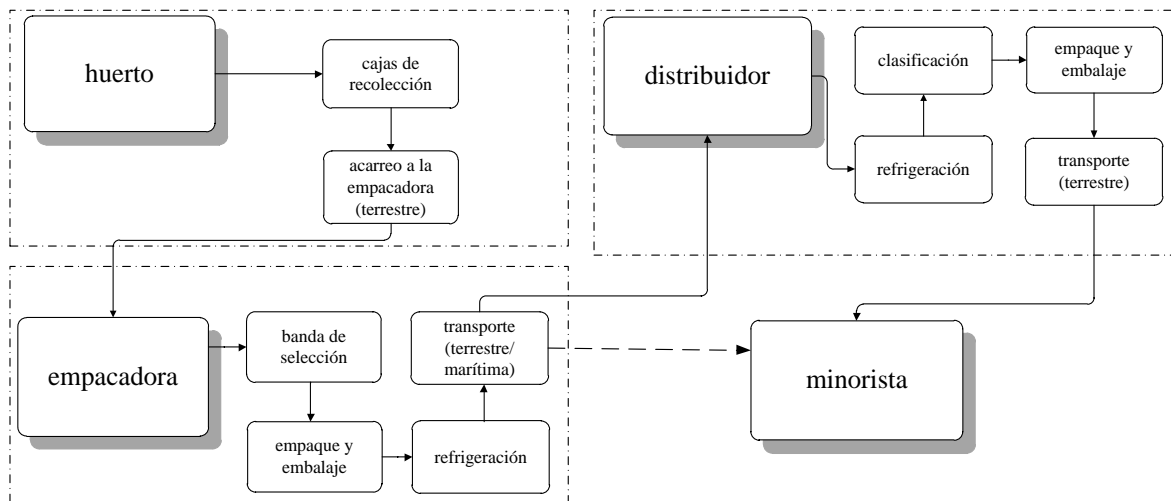 huerto
cajas de
recolección
acarreo a la
empacadora
(terrestre)
empacadora
banda de
selección
empaque y
embalaje
refrigeración
transporte
(terrestre/
marítima)
distribuidor
refrigeración
clasificación
empaque y
embalaje
transporte
(terrestre)
minorista